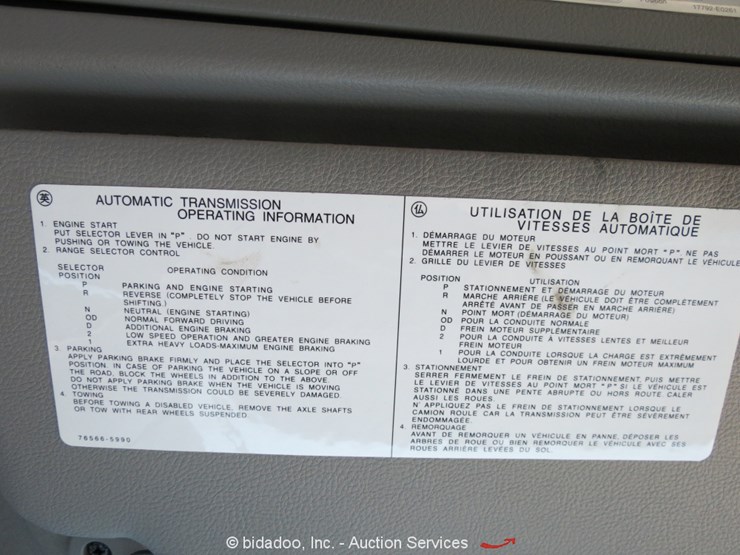 17792-EG251
英
AUTOMATIC TRANSMISSION
OPERATING INFORMATION
1. ENGINE START
PUT SELECTOR LEVER IN "P" DO NOT START ENGINE BY
PUSHING OR TOWING THE VEHICLE.
2. RANGE SELECTOR CONTROL
SELECTOR POSITION OPERATING CONDITION
P PARKING AND ENGINE STARTING
R REVERSE (COMPLETELY STOP THE VEHICLE BEFORE
SHIFTING.)
N NEUTRAL (ENGINE STARTING)
OD NORMAL FORWARD DRIVING
D ADDITIONAL ENGINE BRAKING
2 LOW SPEED OPERATION AND GREATER ENGINE BRAKING
1 EXTRA HEAVY LOADS-MAXIMUM ENGINE BRAKING
3. PARKING
APPLY PARKING BRAKE FIRMLY AND PLACE THE SELECTOR INTO "P"
POSITION. IN CASE OF PARKING THE VEHICLE ON A SLOPE OR OFF
THE ROAD, BLOCK THE WHEELS IN ADDITION TO THE ABOVE.
DO NOT APPLY PARKING BRAKE WHEN THE VEHICLE IS MOVING
OTHERWISE THE TRANSMISSION COULD BE SEVERELY DAMAGED.
4. TOWING
BEFORE TOWING A DISABLED VEHICLE, REMOVE THE AXLE SHAFTS
OR TOW WITH REAR WHEELS SUSPENDED.
78566-5990
仏
UTILISATION DE LA BOÎTE DE
VITESSES AUTOMATIQUE
1. DÉMARRAGE DU MOTEUR
METTRE LE LEVIER DE VITESSES AU POINT MORT "P". NE PAS
DÉMARRER LE MOTEUR EN POUSSANT OU EN REMORQUANT LE VÉHICULE
2. GRILLE DU LEVIER DE VITESSES
POSITION UTILISATION
P STATIONNEMENT ET DÉMARRAGE DU MOTEUR
R MARCHE ARRIÈRE (LE VÉHICULE DOIT ÊTRE COMPLÈTEMENT
ARRÊTÉ AVANT DE PASSER EN MARCHE ARRIÈRE)
N POINT MORT (DÉMARRAGE DU MOTEUR)
OD POUR LA CONDUITE NORMALE
D FREIN MOTEUR SUPPLÉMENTAIRE
2 POUR LA CONDUITE À VITESSES LENTES ET MEILLEUR
FREIN MOTEUR
1 POUR LA CONDUITE LORSQUE LA CHARGE EST EXTRÊMEMENT
LOURDE ET POUR OBTENIR UN FREIN MOTEUR MAXIMUM
3. STATIONNEMENT
SERRER FERMEMENT LE FREIN DE STATIONNEMENT, PUIS METTRE
LE LEVIER DE VITESSES AU POINT MORT "P" SI LE VÉHICULE EST
STATIONNÉ DANS UNE PENTE ABRUPTE OU HORS ROUTE CALER
AUSSI LES ROUES.
N' APPLIQUEZ PAS LE FREIN DE STATIONNEMENT LORSQUE LE
CAMION ROULE CAR LA TRANSMISSION PEUT ÊTRE SÉVÈREMENT
ENDOMMAGÉE.
4. REMORQUAGE
AVANT DE REMORQUER UN VÉHICULE EN PANNE, DÉPOSER LES
ARBRES DE ROUE OU BIEN REMORQUER LE VÉHICULE AVEC SES
ROUES ARRIÈRE LEVÉES DU SOL.
© bidadoo, Inc. - Auction Services